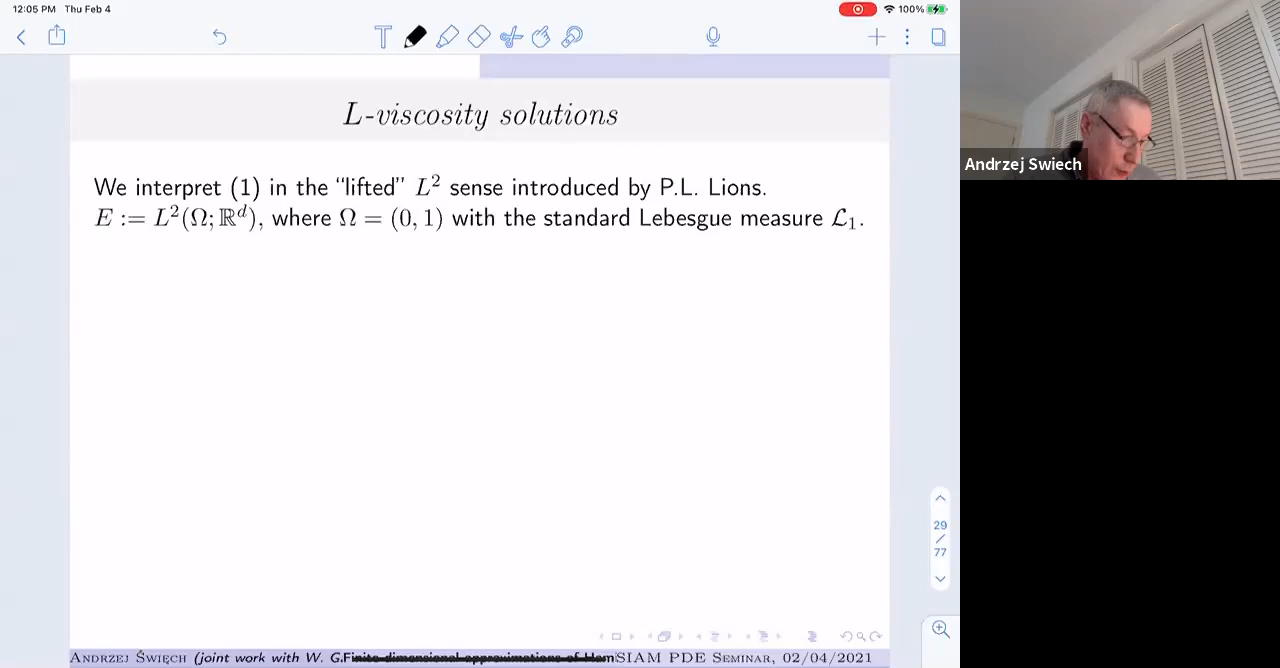 12:05 PM Thu Feb 4
100%
L-viscosity solutions
Andrzej Swiech
We interpret (1) in the “lifted” L² sense introduced by P.L. Lions.
E := L²(Ω; ℝᵈ), where Ω = (0, 1) with the standard Lebesgue measure ℒ₁.
29
/
77
ANDRZEJ ŚWIĘCH (joint work with W. G.Finite-dimensional approximations of HamSIAM PDE SEMINAR, 02/04/2021